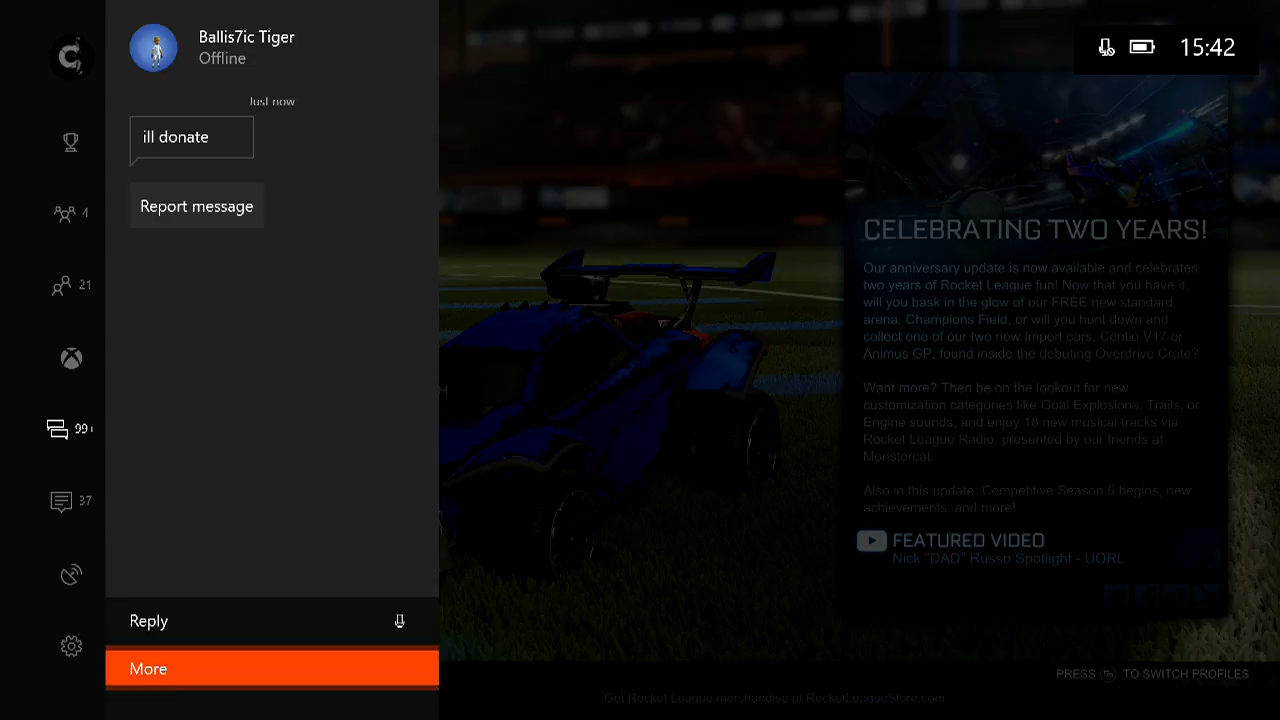 Ballis7ic Tiger
Offline
15:42
Just now
ill donate
Report message
4
21
99+
37
Reply
More
CELEBRATING TWO YEARS!
Our anniversary update is now available and celebrates
two years of Rocket League fun! Now that you have it,
will you bask in the glow of our FREE new standard
arena, Champions Field, or will you hunt down and
collect one of our two new Import cars, Centio V17 or
Animus GP, found inside the debuting Overdrive Crate?
Want more? Then be on the lookout for new
customization categories like Goal Explosions, Trails, or
Engine sounds, and enjoy 18 new musical tracks via
Rocket League Radio, presented by our friends at
Monstercat.
Also in this update: Competitive Season 5 begins, new
achievements, and more!
FEATURED VIDEO
Nick "DAD" Russo Spotlight - UORL
PRESS TO SWITCH PROFILES
Get Rocket League merchandise at RocketLeagueStore.com
H